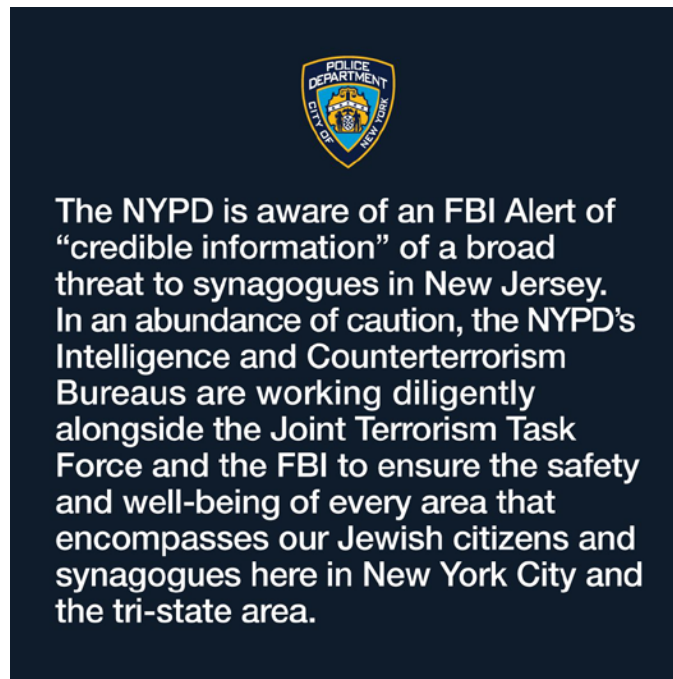 POLICE
DEPARTMENT
CITY OF
NEW YORK
The NYPD is aware of an FBI Alert of
“credible information” of a broad
threat to synagogues in New Jersey.
In an abundance of caution, the NYPD’s
Intelligence and Counterterrorism
Bureaus are working diligently
alongside the Joint Terrorism Task
Force and the FBI to ensure the safety
and well-being of every area that
encompasses our Jewish citizens and
synagogues here in New York City and
the tri-state area.